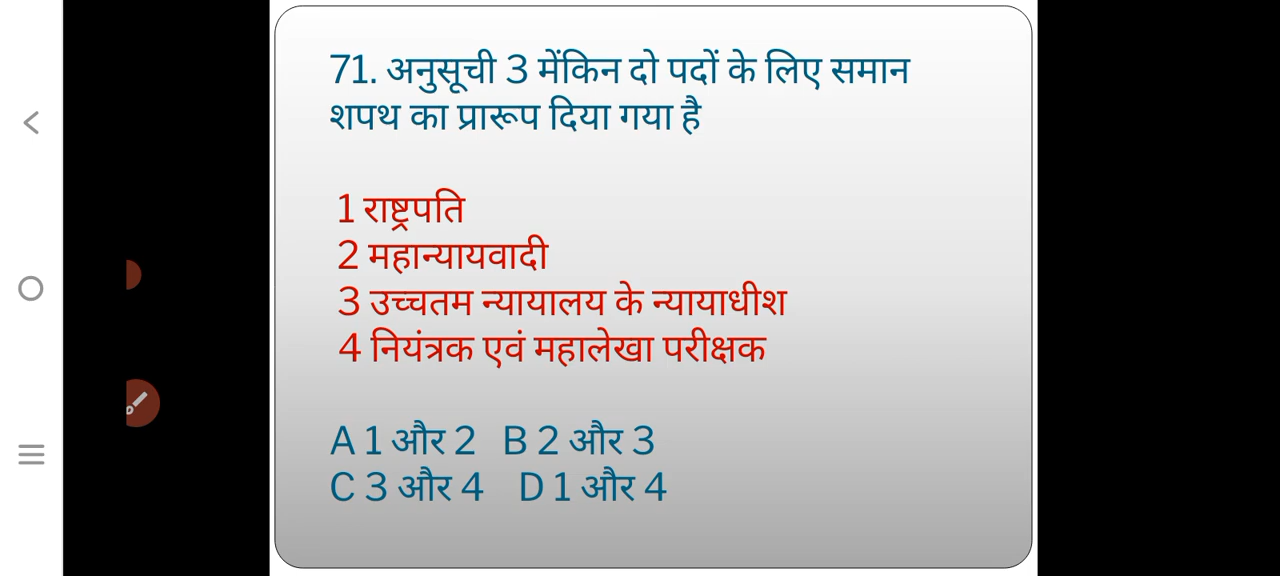 71. अनुसूची 3 मेंकिन दो पदों के लिए समान
शपथ का प्रारूप दिया गया है
1 राष्ट्रपति
2 महान्यायवादी
3 उच्चतम न्यायालय के न्यायाधीश
4 नियंत्रक एवं महालेखा परीक्षक
A 1 और 2 B 2 और 3
C 3 और 4 D 1 और 4